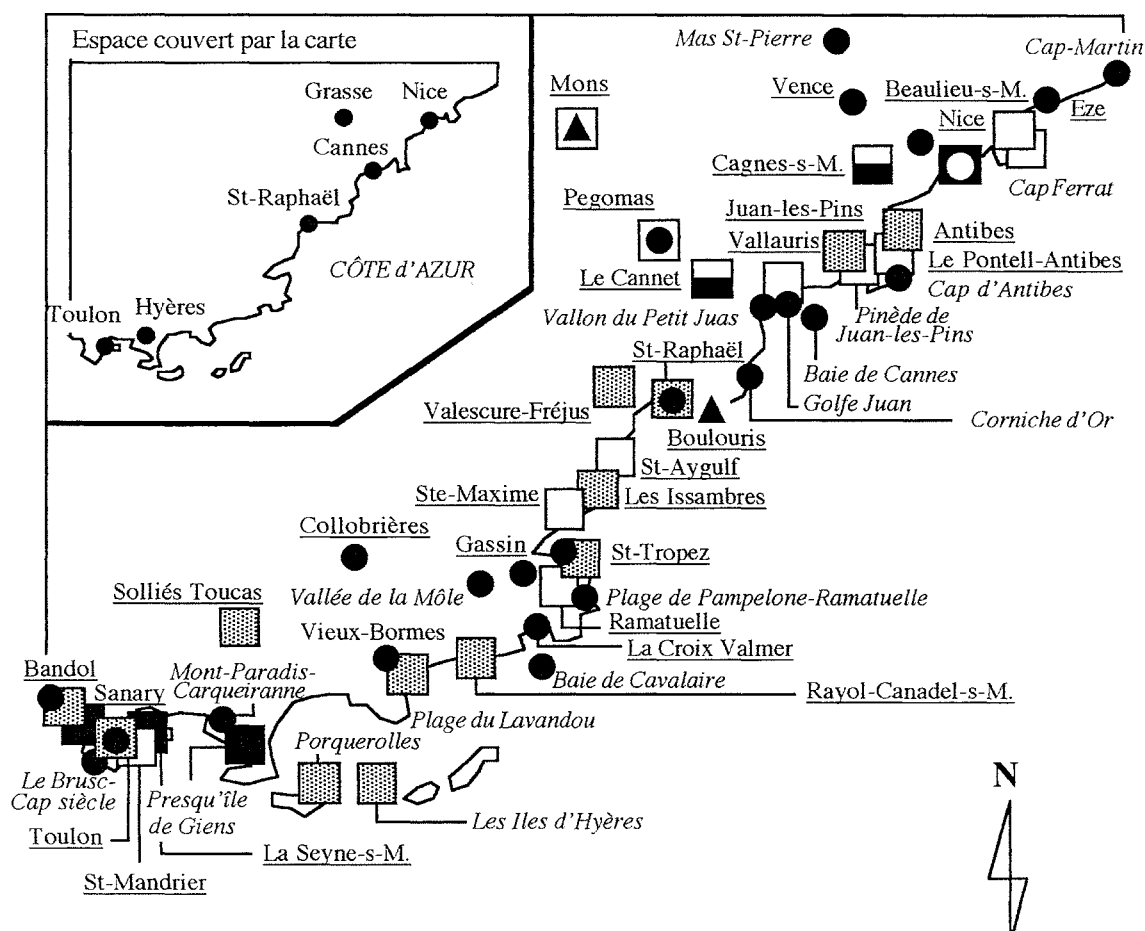 Espace couvert par la carte
Grasse
Nice
Cannes
St-Raphaël
CÔTE d'AZUR
Toulon
Hyères
Mas St-Pierre
Cap-Martin
Mons
Vence
Beaulieu-s-M.
Eze
Nice
Cagnes-s-M.
Cap Ferrat
Pegomas
Juan-les-Pins
Vallauris
Antibes
Le Pontell-Antibes
Le Cannet
Cap d'Antibes
Vallon du Petit Juas
Pinède de
Juan-les-Pins
St-Raphaël
Baie de Cannes
Valescure-Fréjus
Golfe Juan
Corniche d'Or
Boulouris
St-Aygulf
Ste-Maxime
Les Issambres
Collobrières
Gassin
St-Tropez
Vallée de la Môle
Plage de Pampelone-Ramatuelle
Solliés Toucas
Ramatuelle
Vieux-Bormes
La Croix Valmer
Bandol
Mont-Paradis-
Carqueiranne
Sanary
Baie de Cavalaire
Rayol-Canadel-s-M.
Plage du Lavandou
Porquerolles
Le Brusc-
Cap siècle
Presqu'île
de Giens
Les Iles d'Hyères
Toulon
La Seyne-s-M.
St-Mandrier
N